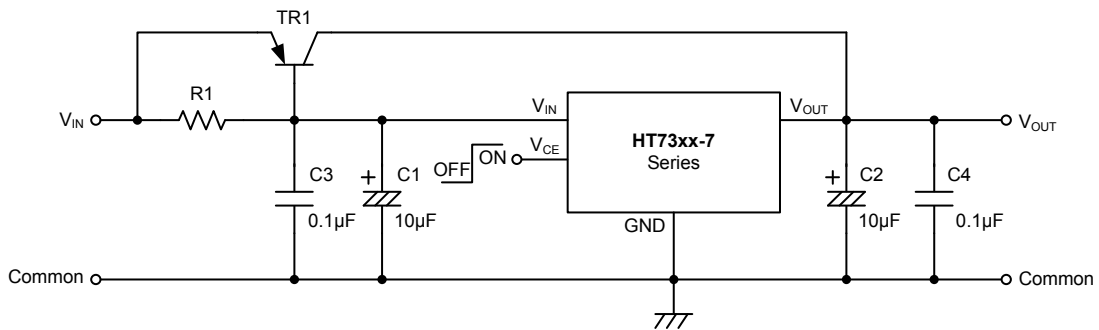 TR1
R1
V_IN
V_IN
V_OUT
V_OUT
HT73xx-7
Series
V_CE
ON
OFF
C3
0.1µF
+
C1
10µF
GND
+
C2
10µF
C4
0.1µF
Common
Common